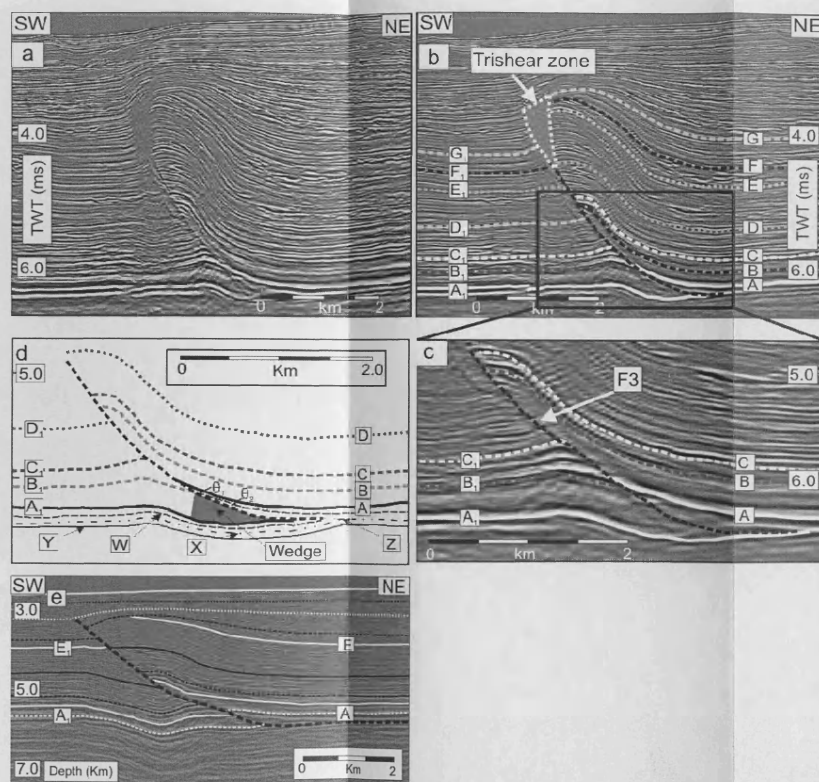 SW
NE
a
4.0
TWT (ms)
6.0
0 km 2
SW
NE
b
Trishear zone
4.0
TWT (ms)
6.0
G
F₁
E₁
D₁
C₁
B₁
A₁
G
F
E
D
C
B
A
0 km 2
d
0 2.0
Km
5.0
D₁
C₁
B₁
A₁
D
C
B
A
θ
θ₂
Y
W
X
Wedge
Z
c
F3
5.0
6.0
C₁
B₁
A₁
C
B
A
0 km 2
SW
NE
e
3.0
E₁
F
5.0
A₁
A
7.0
Depth (Km)
0 Km 2